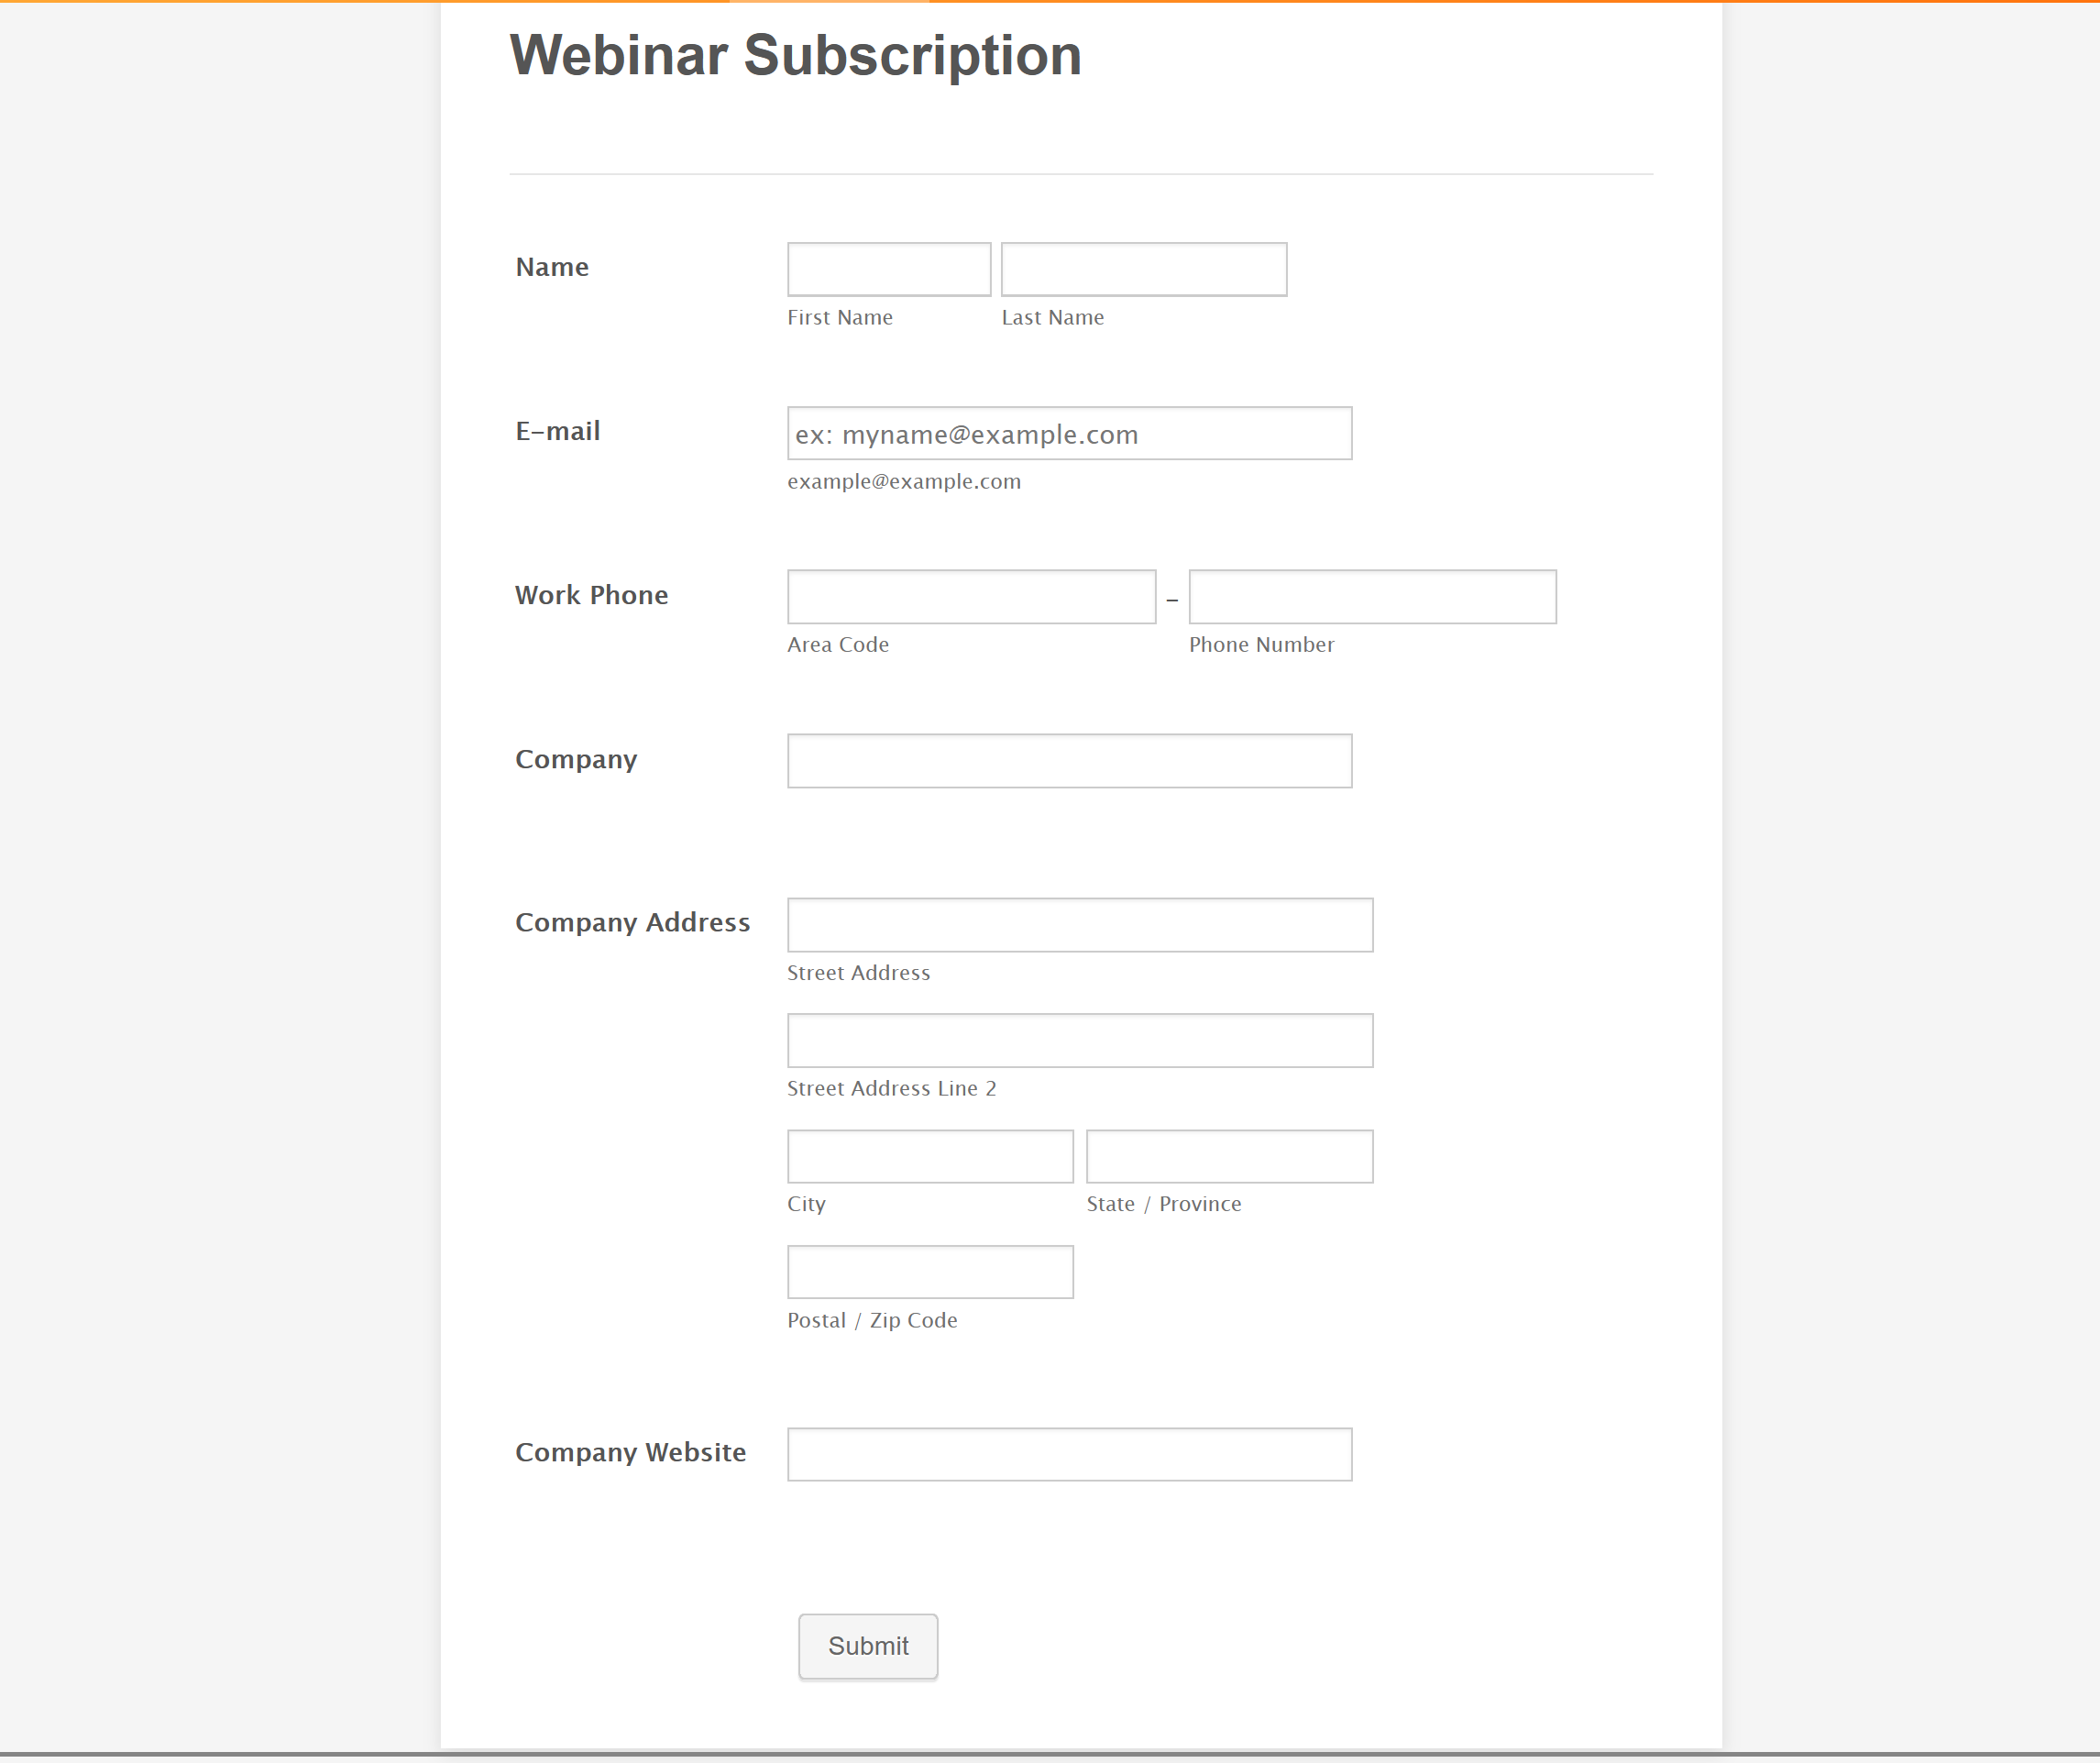 Webinar Subscription
Name
First Name Last Name
E-mail
ex: myname@example.com
example@example.com
Work Phone
-
Area Code Phone Number
Company
Company Address
Street Address
Street Address Line 2
City State / Province
Postal / Zip Code
Company Website
Submit